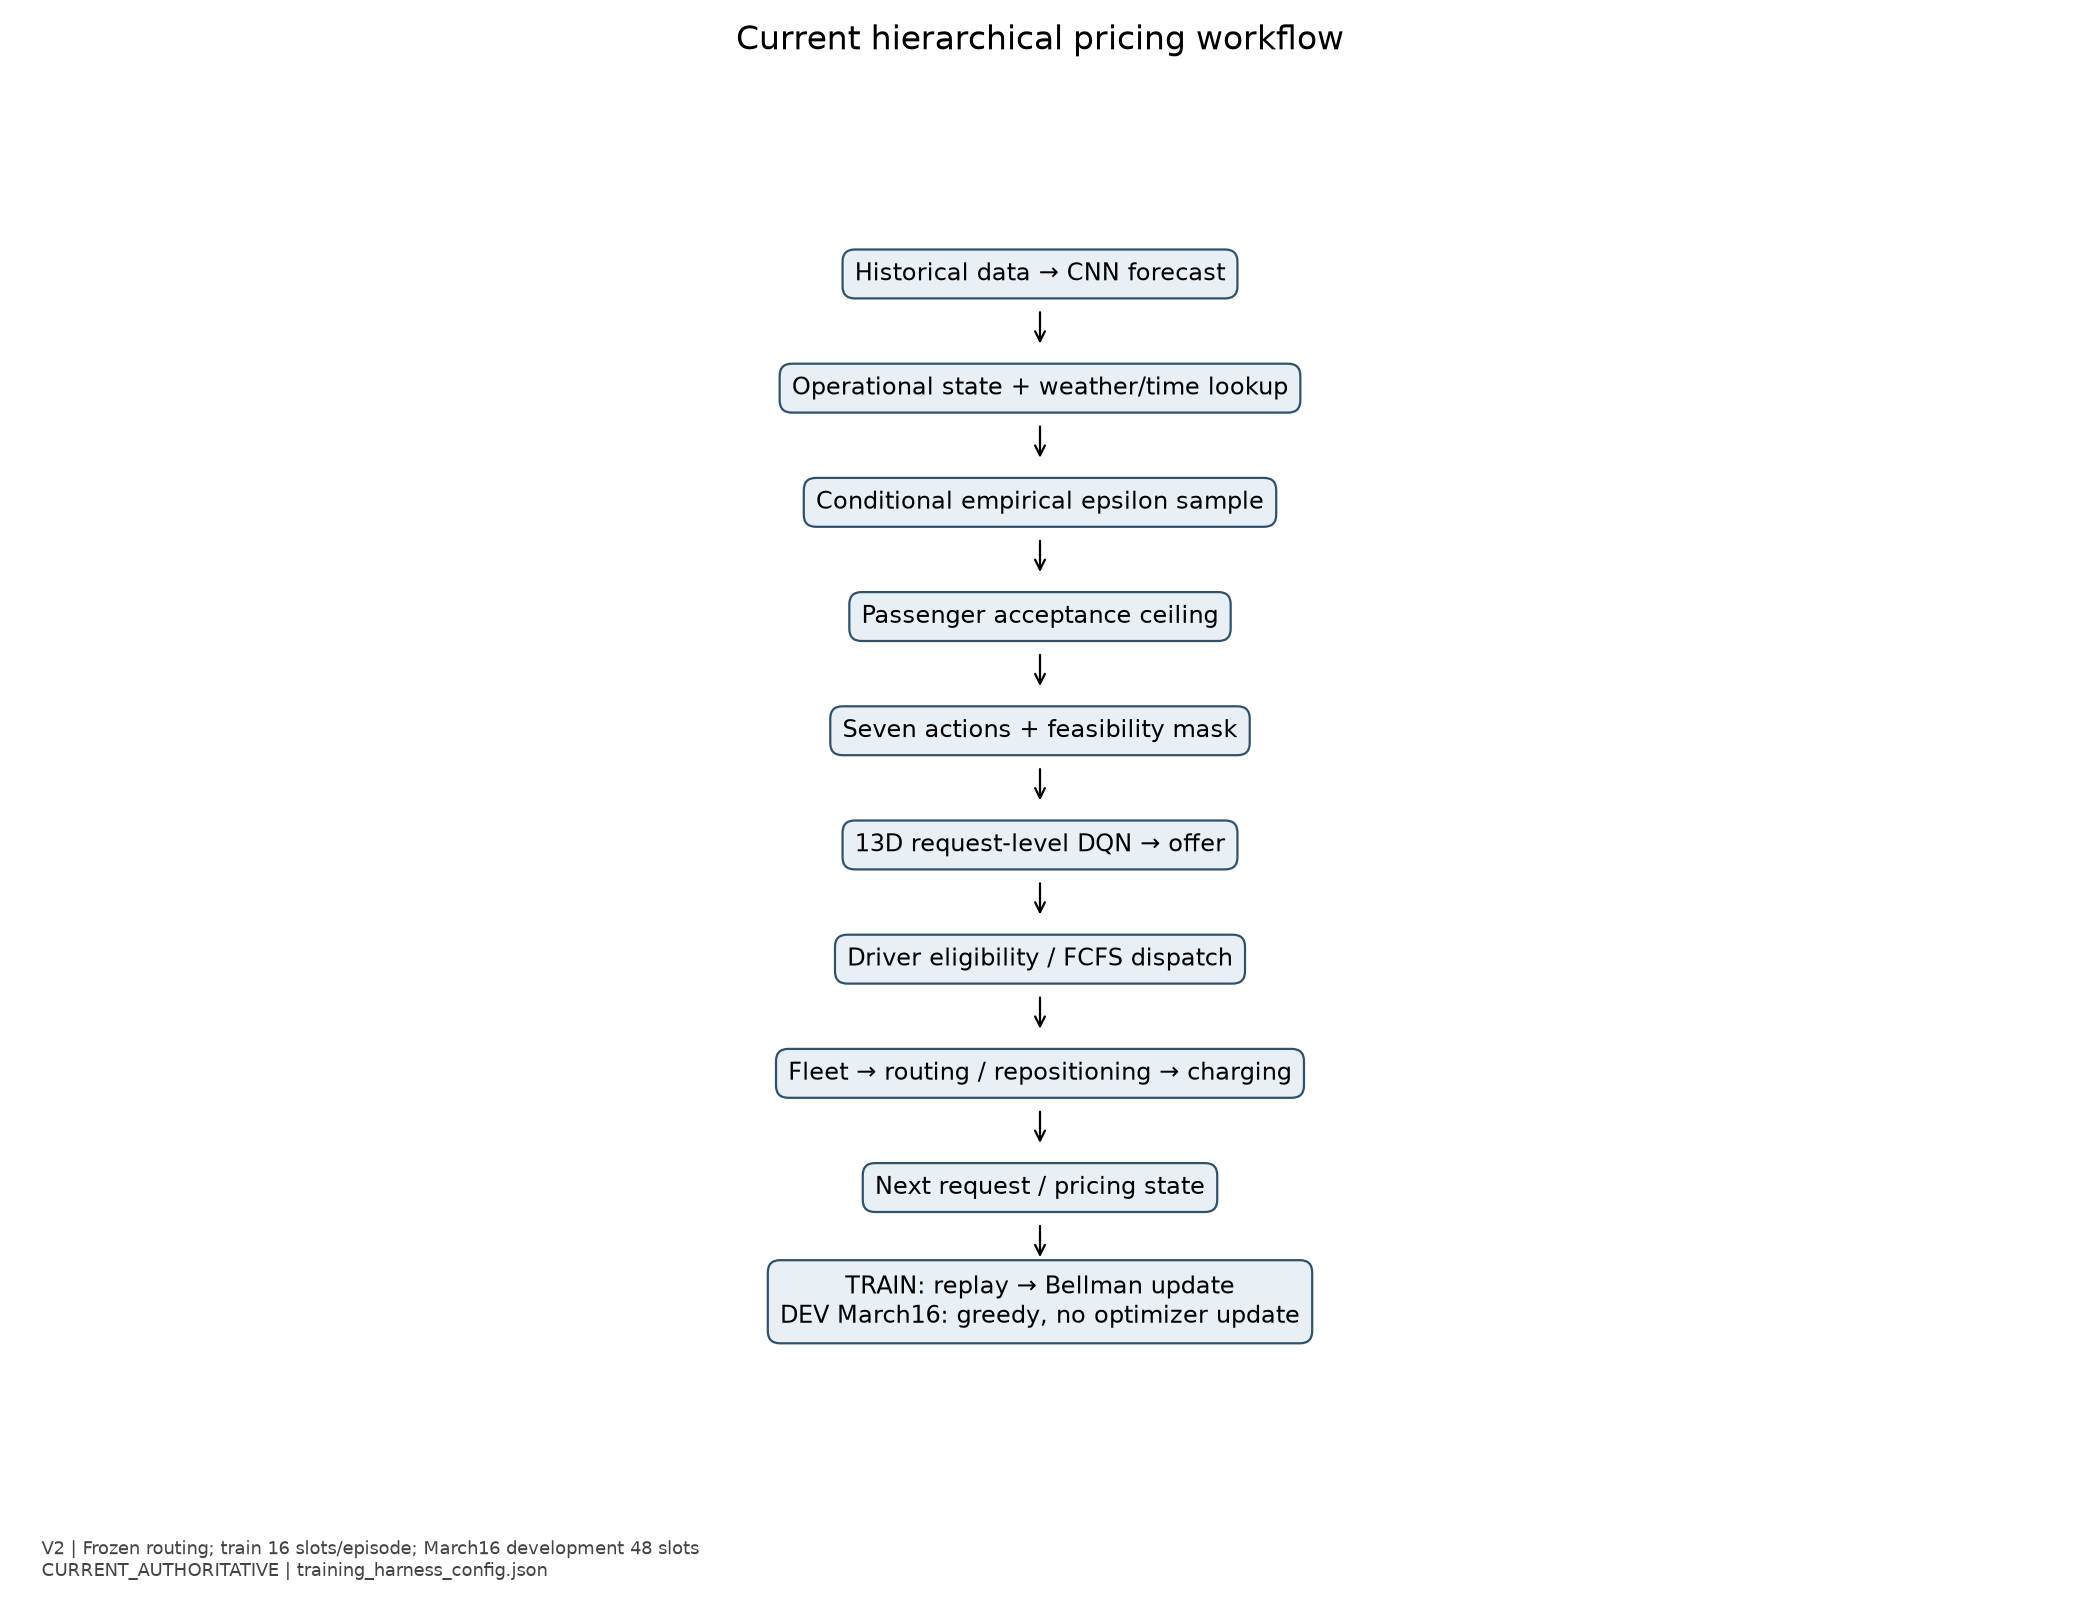 Current hierarchical pricing workflow
Historical data → CNN forecast
Operational state + weather/time lookup
Conditional empirical epsilon sample
Passenger acceptance ceiling
Seven actions + feasibility mask
13D request-level DQN → offer
Driver eligibility / FCFS dispatch
Fleet → routing / repositioning → charging
Next request / pricing state
TRAIN: replay → Bellman update
DEV March16: greedy, no optimizer update
V2 | Frozen routing; train 16 slots/episode; March16 development 48 slots
CURRENT_AUTHORITATIVE | training_harness_config.json